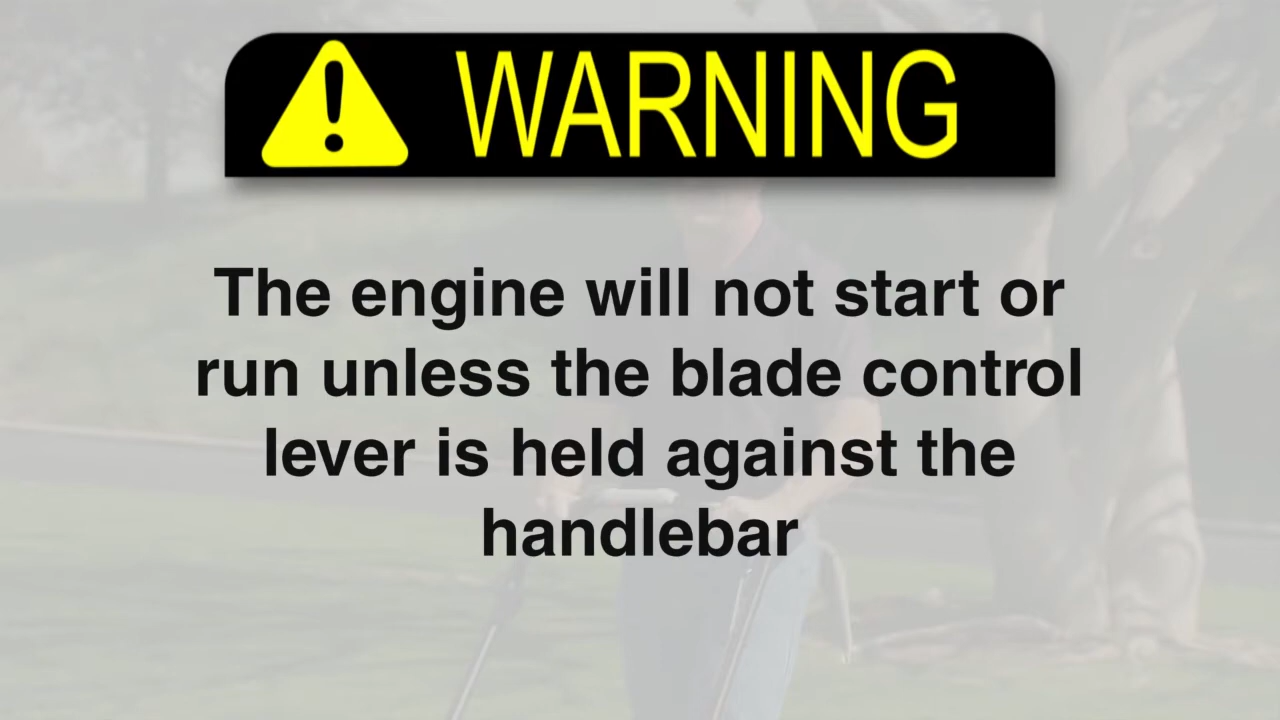 WARNING
The engine will not start or
run unless the blade control
lever is held against the
handlebar